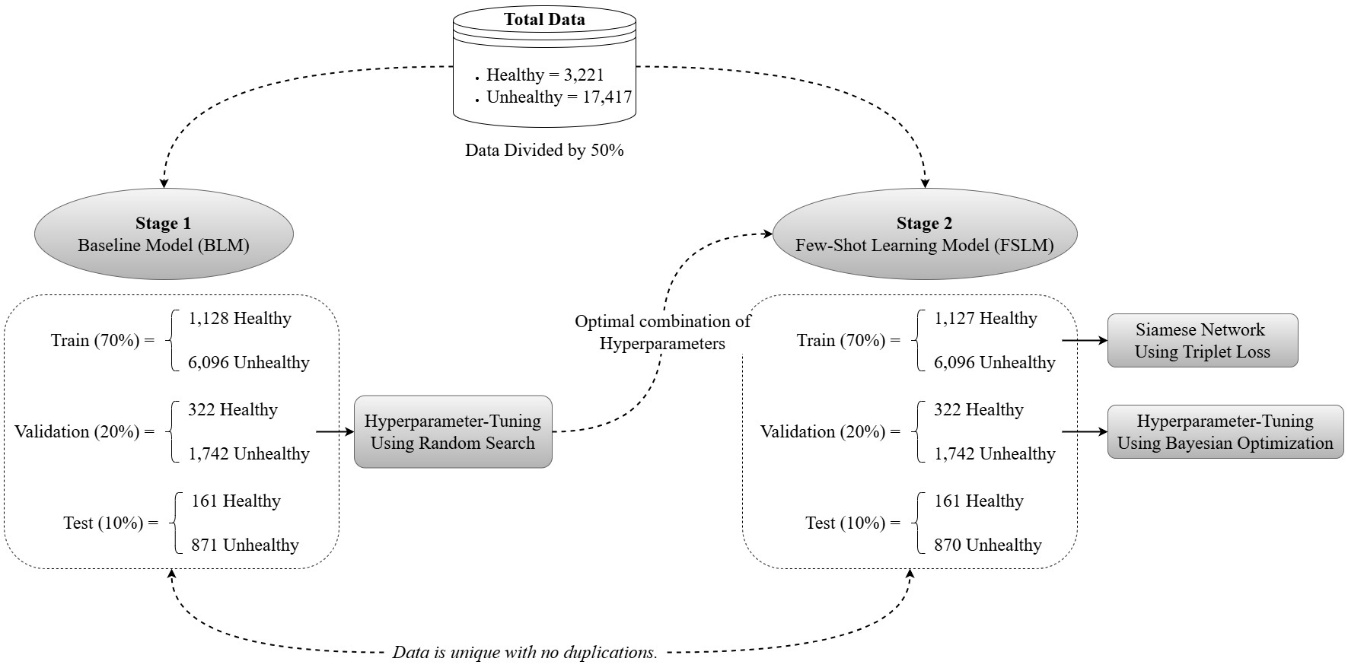 Total Data
• Healthy = 3,221
• Unhealthy = 17,417
Data Divided by 50%
Stage 1
Baseline Model (BLM)
Train (70%) =
1,128 Healthy
6,096 Unhealthy
Validation (20%) =
322 Healthy
1,742 Unhealthy
Test (10%) =
161 Healthy
871 Unhealthy
Hyperparameter-Tuning
Using Random Search
Optimal combination of
Hyperparameters
Stage 2
Few-Shot Learning Model (FSLM)
Train (70%) =
1,127 Healthy
6,096 Unhealthy
Validation (20%) =
322 Healthy
1,742 Unhealthy
Test (10%) =
161 Healthy
870 Unhealthy
Siamese Network
Using Triplet Loss
Hyperparameter-Tuning
Using Bayesian Optimization
Data is unique with no duplications.